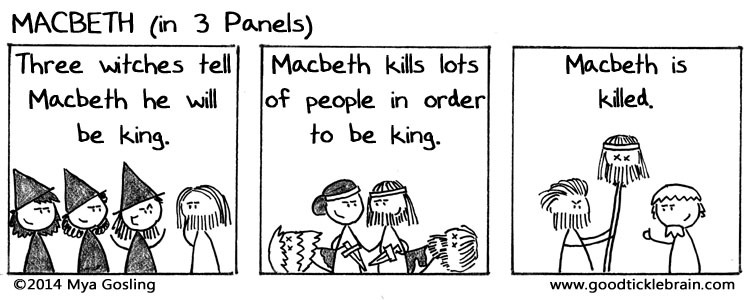 MACBETH (in 3 Panels)
Three witches tell
Macbeth he will
be king.
Macbeth kills lots
of people in order
to be king.
Macbeth is
killed.
©2014 Mya Gosling
www.goodticklebrain.com